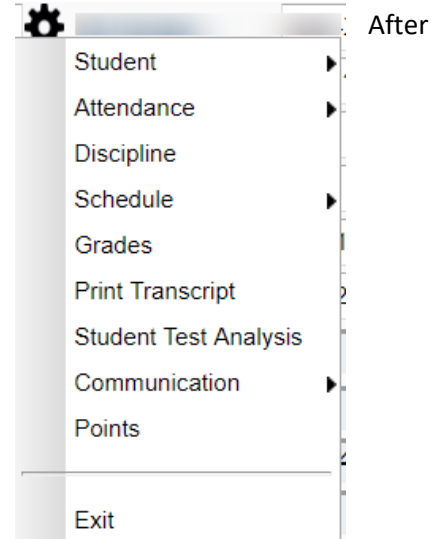 After
Student
Attendance
Discipline
Schedule
Grades
Print Transcript
Student Test Analysis
Communication
Points
Exit